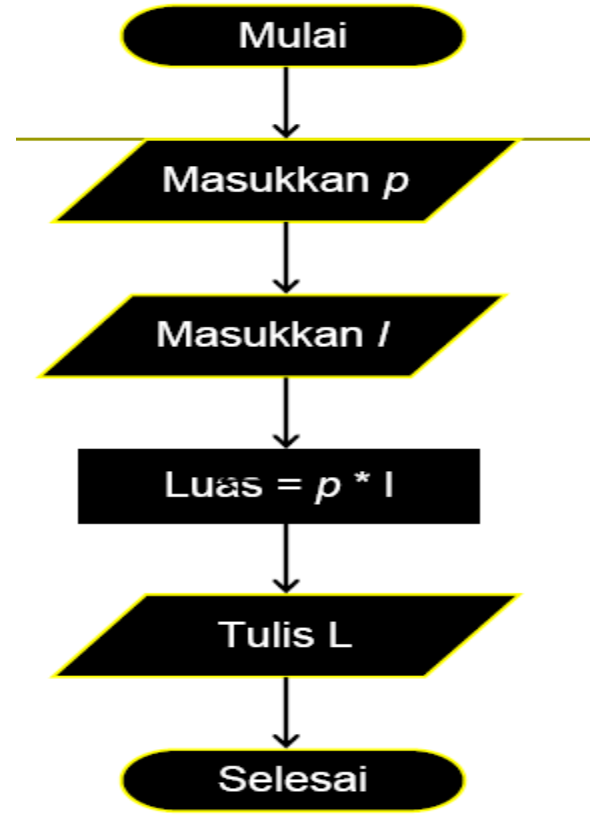 Mulai
Masukkan p
Masukkan l
Luas = p * l
Tulis L
Selesai